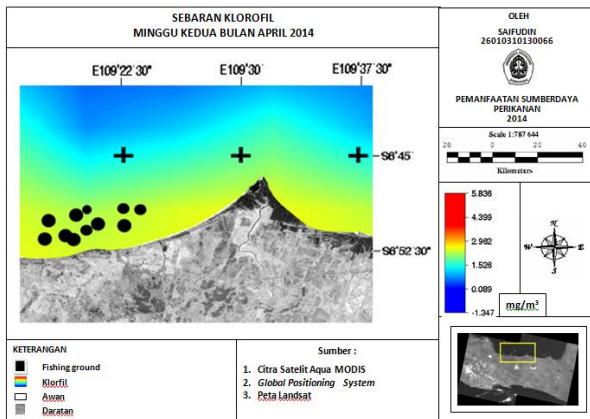 SEBARAN KLOROFIL
MINGGU KEDUA BULAN APRIL 2014
E109°22'30" E109°30' E109°37'30"
S6°45'
S6°52'30"
KETERANGAN
Fishing ground
Klorfil
Awan
Daratan
Sumber :
1. Citra Satelit Aqua MODIS
2. Global Positioning System
3. Peta Landsat
OLEH
SAIFUDIN
26010310130066
PEMANFAATAN SUMBERDAYA
PERIKANAN
2014
Scale 1:787 644
20 0 20 40
Kilometers
5.836
4.399
2.962
1.526
0.089
-1.347
N
W E
S
mg/m³